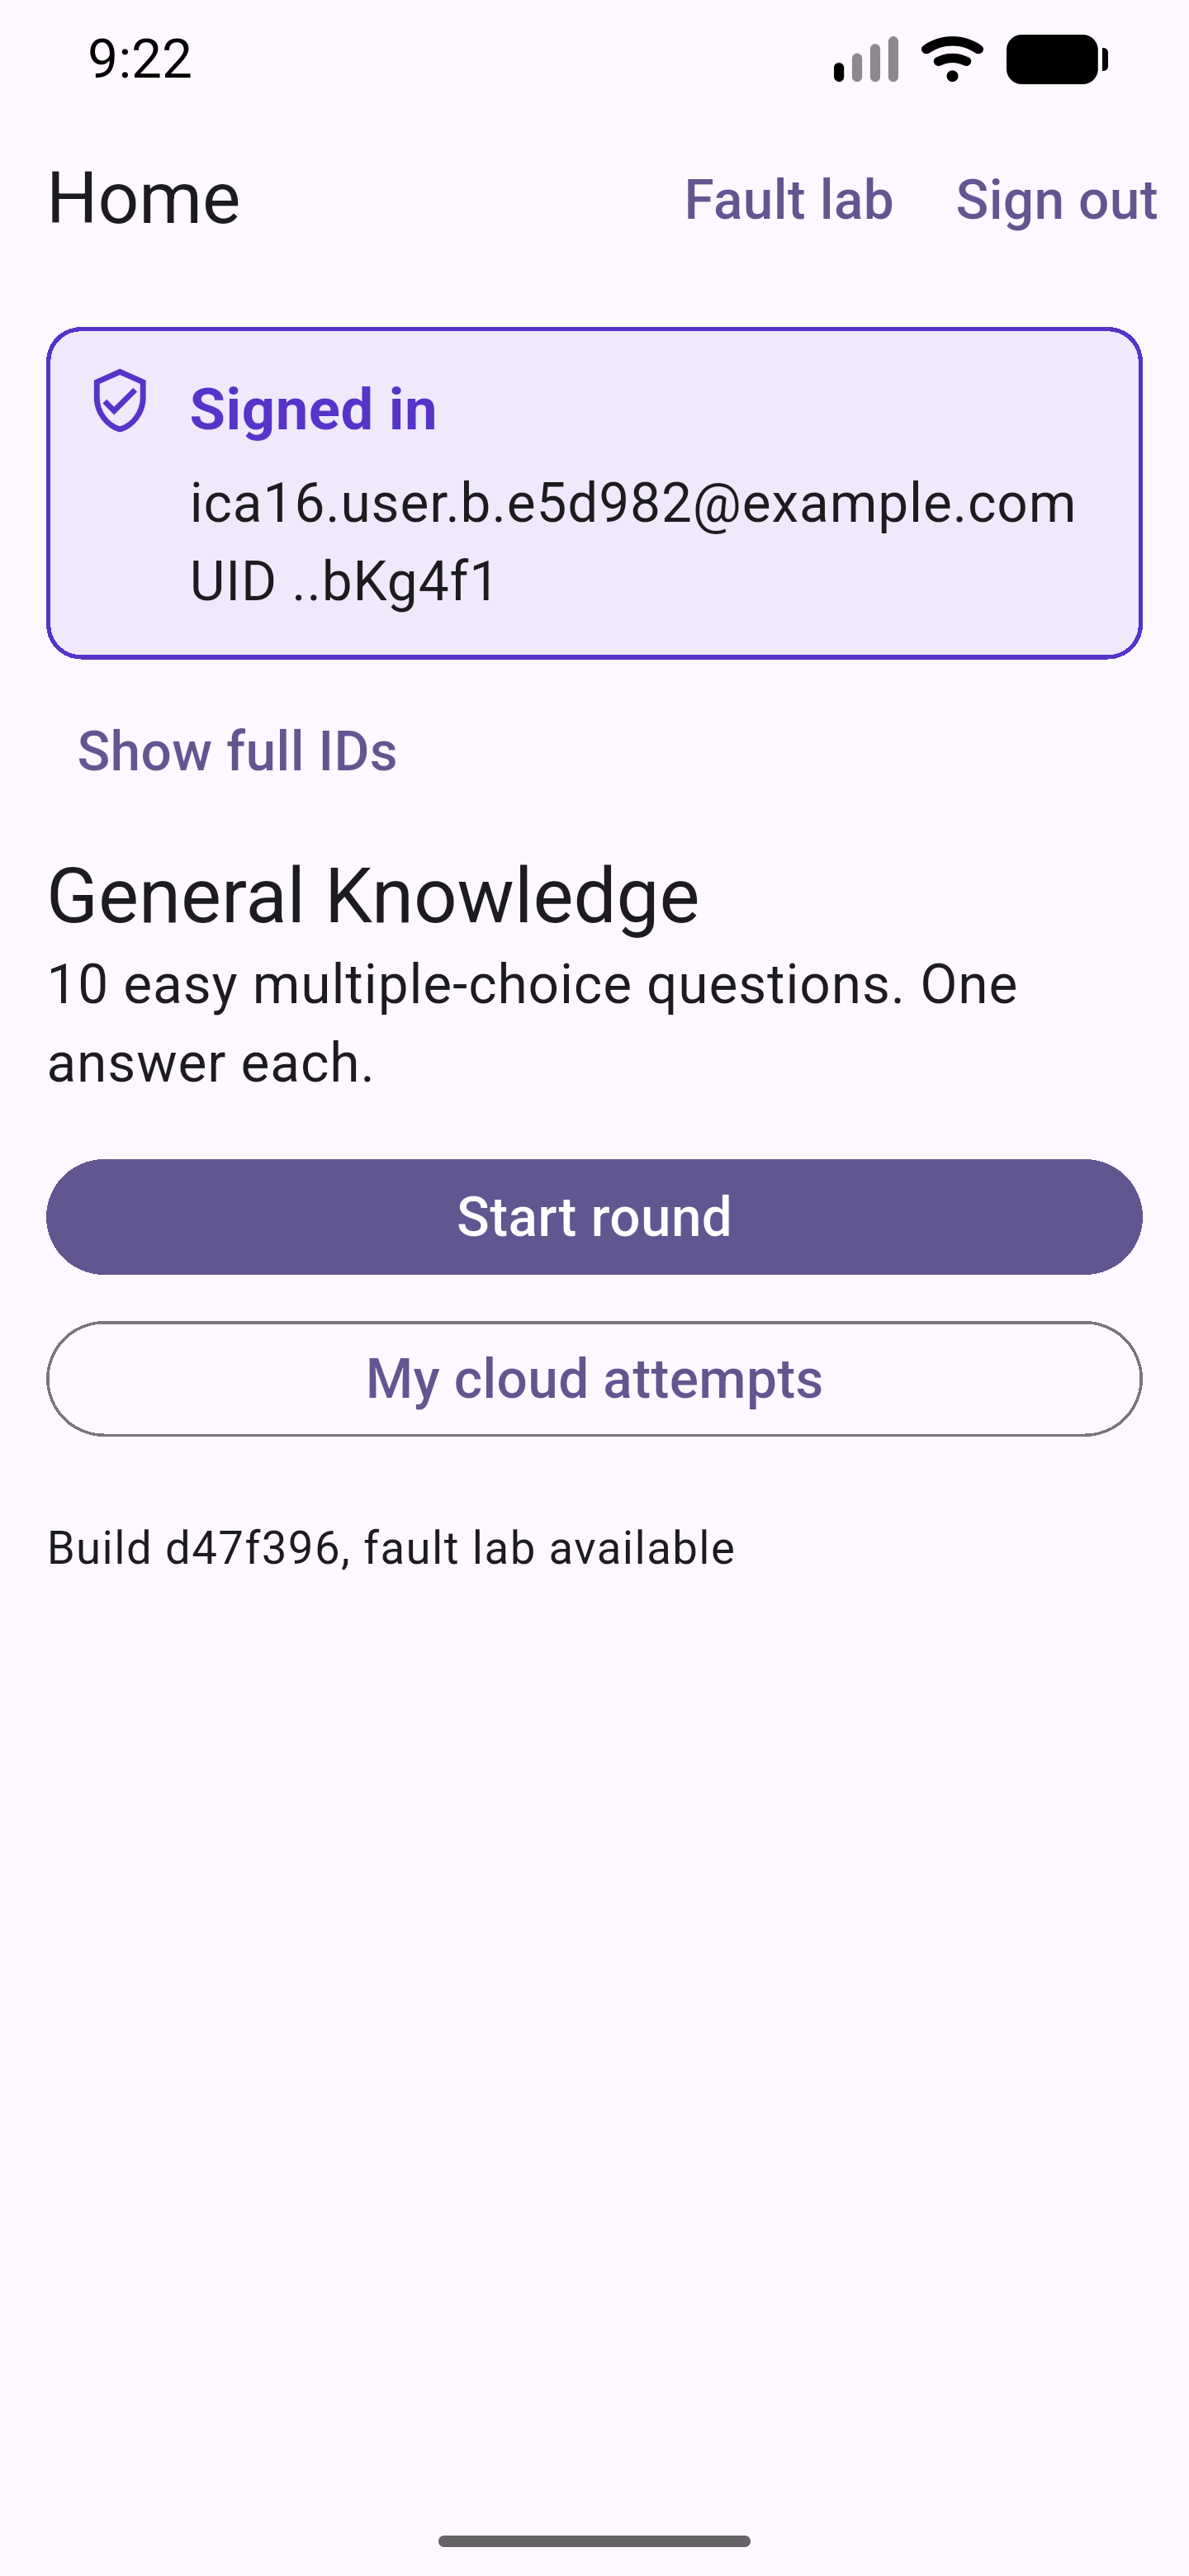 9:22
Home
Fault lab
Sign out
Signed in
ica16.user.b.e5d982@example.com
UID ..bKg4f1
Show full IDs
General Knowledge
10 easy multiple-choice questions. One
answer each.
Start round
My cloud attempts
Build d47f396, fault lab available